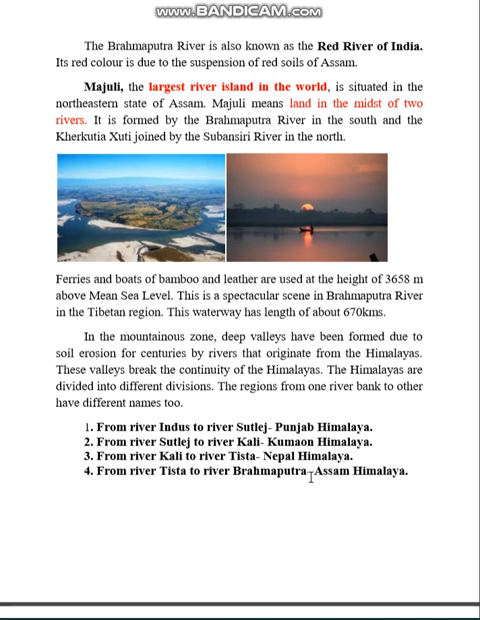 www.BANDICAM.com
The Brahmaputra River is also known as the Red River of India.
Its red colour is due to the suspension of red soils of Assam.
Majuli, the largest river island in the world, is situated in the
northeastern state of Assam. Majuli means land in the midst of two
rivers. It is formed by the Brahmaputra River in the south and the
Kherkutia Xuti joined by the Subansiri River in the north.
Ferries and boats of bamboo and leather are used at the height of 3658 m
above Mean Sea Level. This is a spectacular scene in Brahmaputra River
in the Tibetan region. This waterway has length of about 670kms.
In the mountainous zone, deep valleys have been formed due to
soil erosion for centuries by rivers that originate from the Himalayas.
These valleys break the continuity of the Himalayas. The Himalayas are
divided into different divisions. The regions from one river bank to other
have different names too.
1. From river Indus to river Sutlej- Punjab Himalaya.
2. From river Sutlej to river Kali- Kumaon Himalaya.
3. From river Kali to river Tista- Nepal Himalaya.
4. From river Tista to river Brahmaputra- Assam Himalaya.